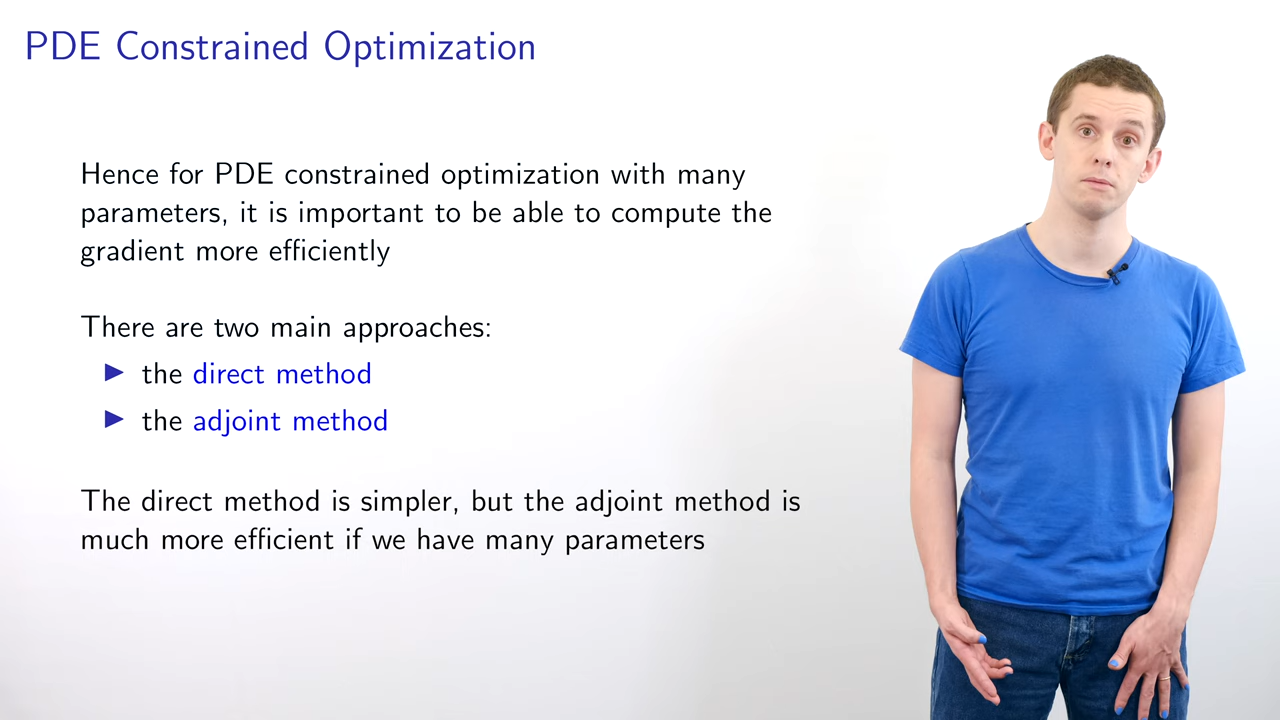 PDE Constrained Optimization
Hence for PDE constrained optimization with many
parameters, it is important to be able to compute the
gradient more efficiently
There are two main approaches:
▶ the direct method
▶ the adjoint method
The direct method is simpler, but the adjoint method is
much more efficient if we have many parameters